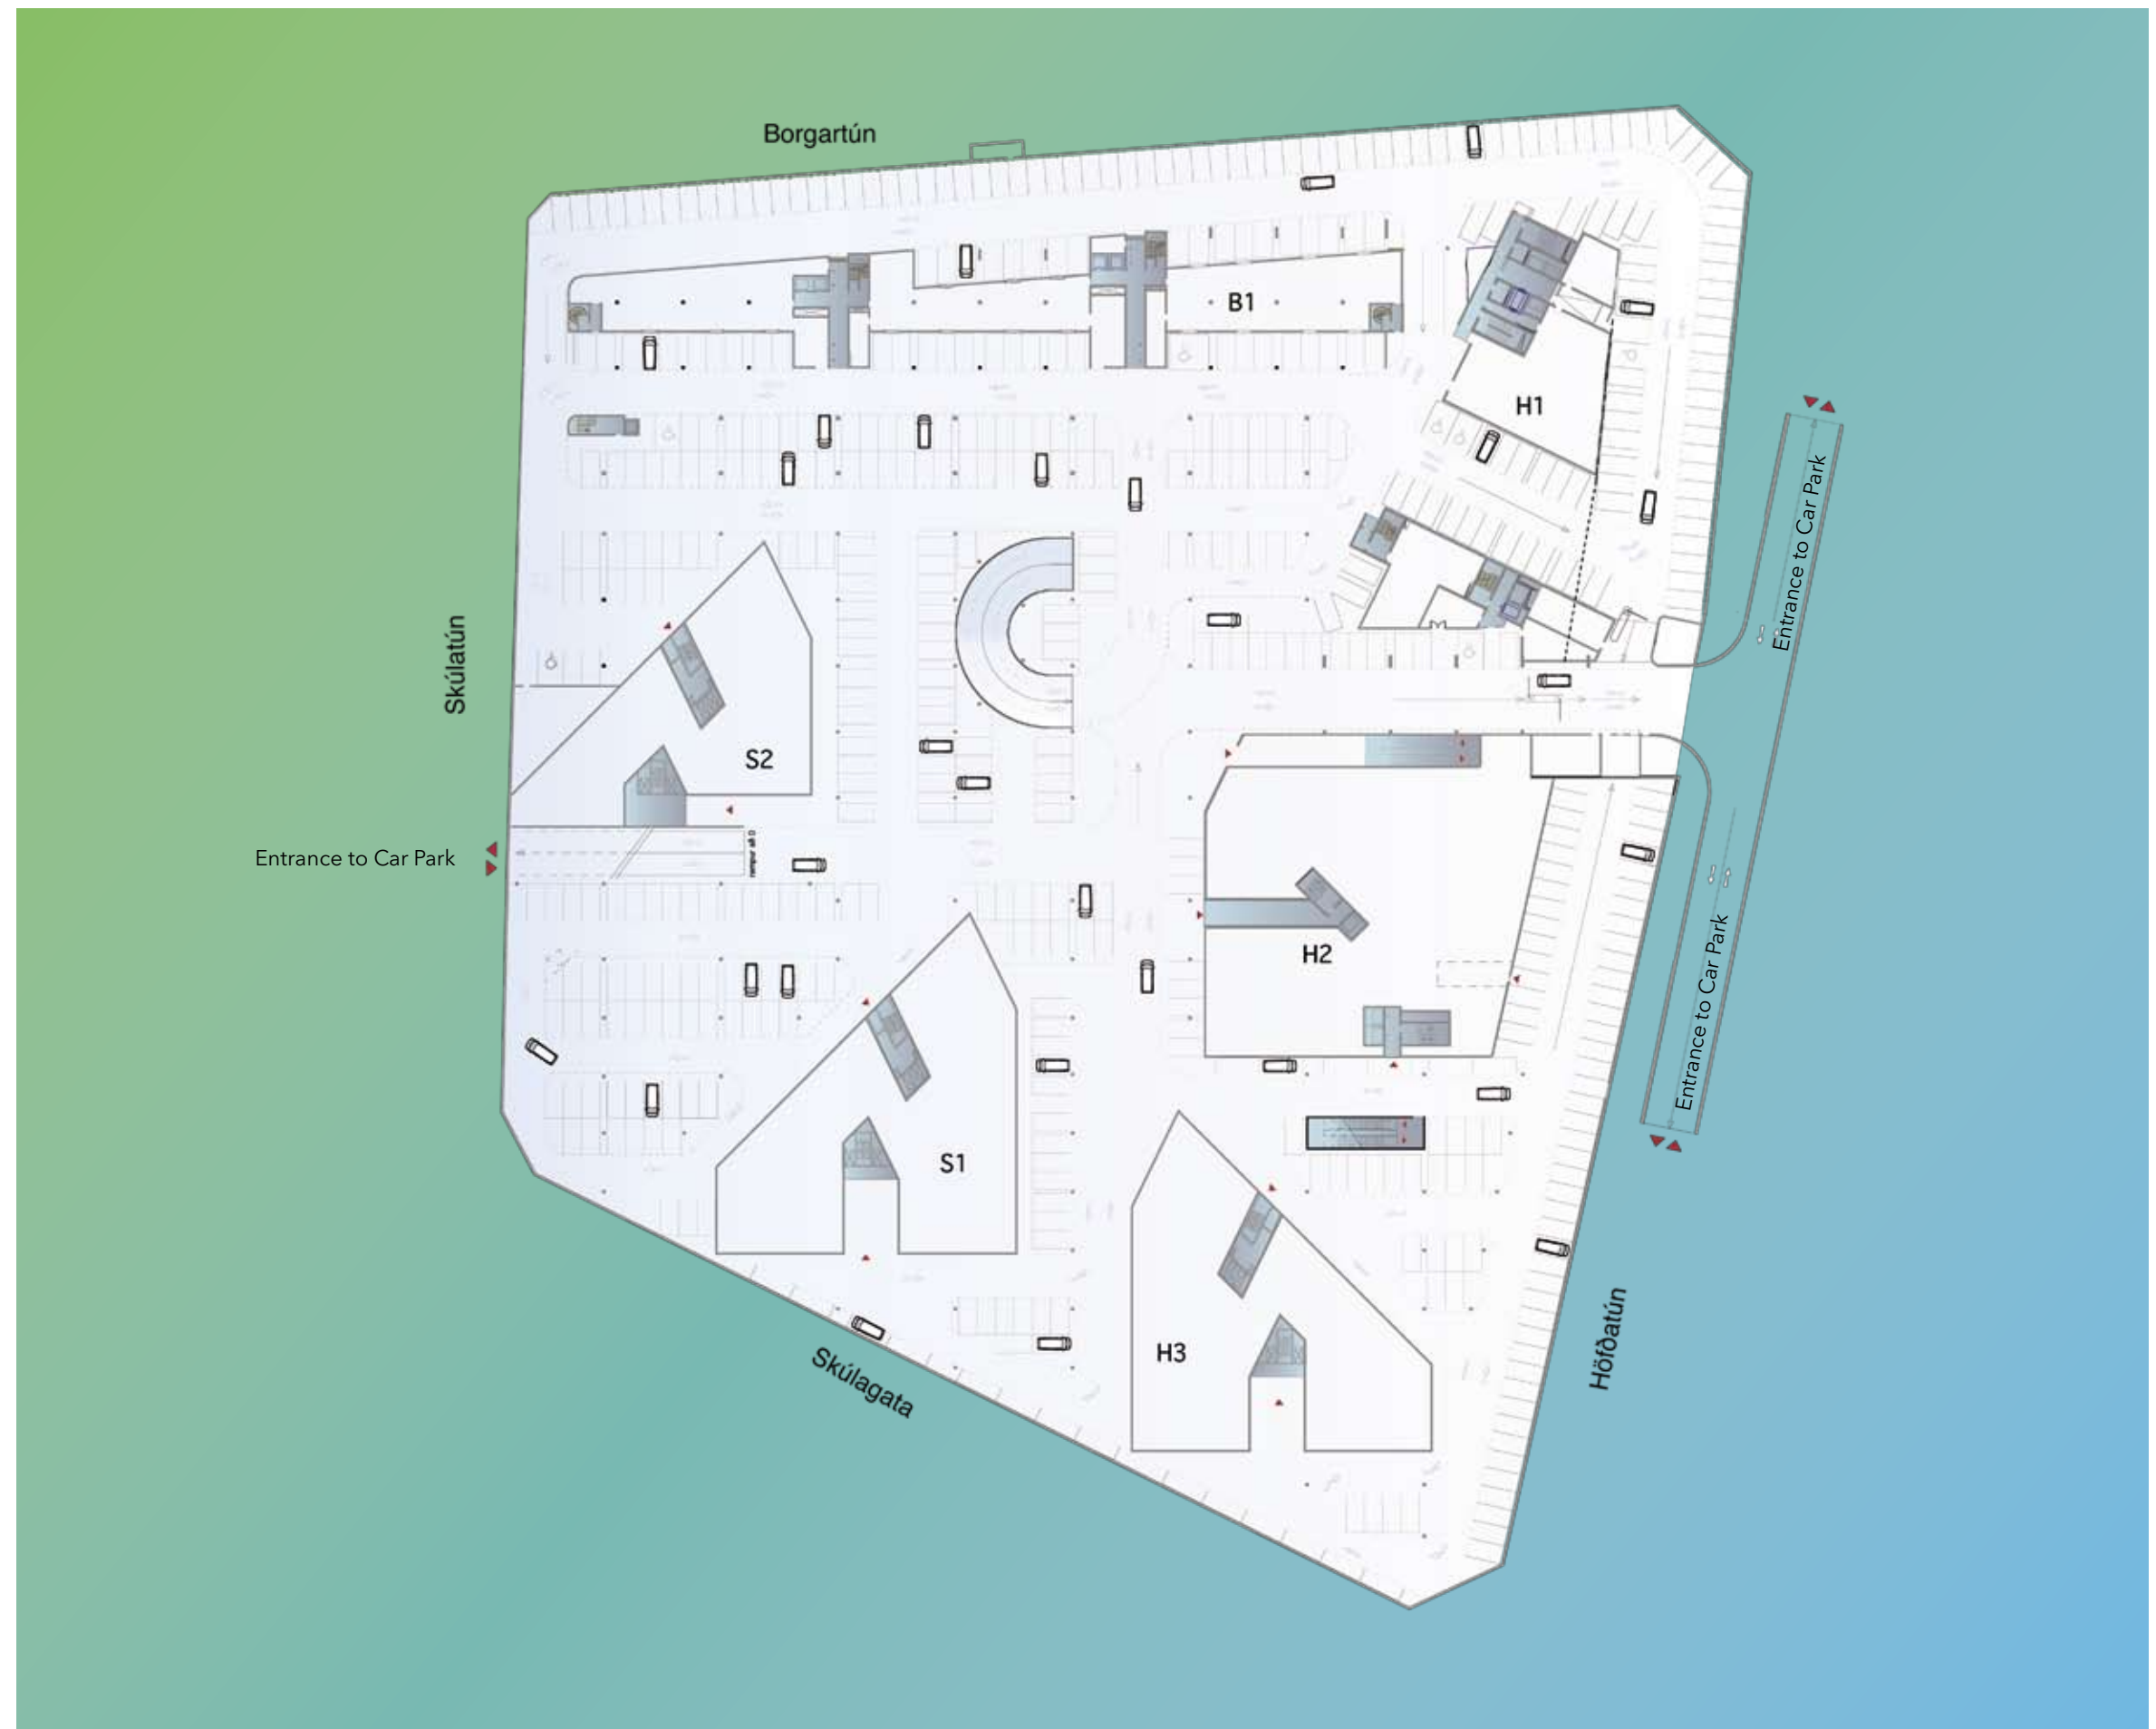 Borgartún
B1
H1
Entrance to Car Park
Skúlatún
S2
Entrance to Car Park
H2
Entrance to Car Park
S1
H3
Höfðatún
Skúlagata